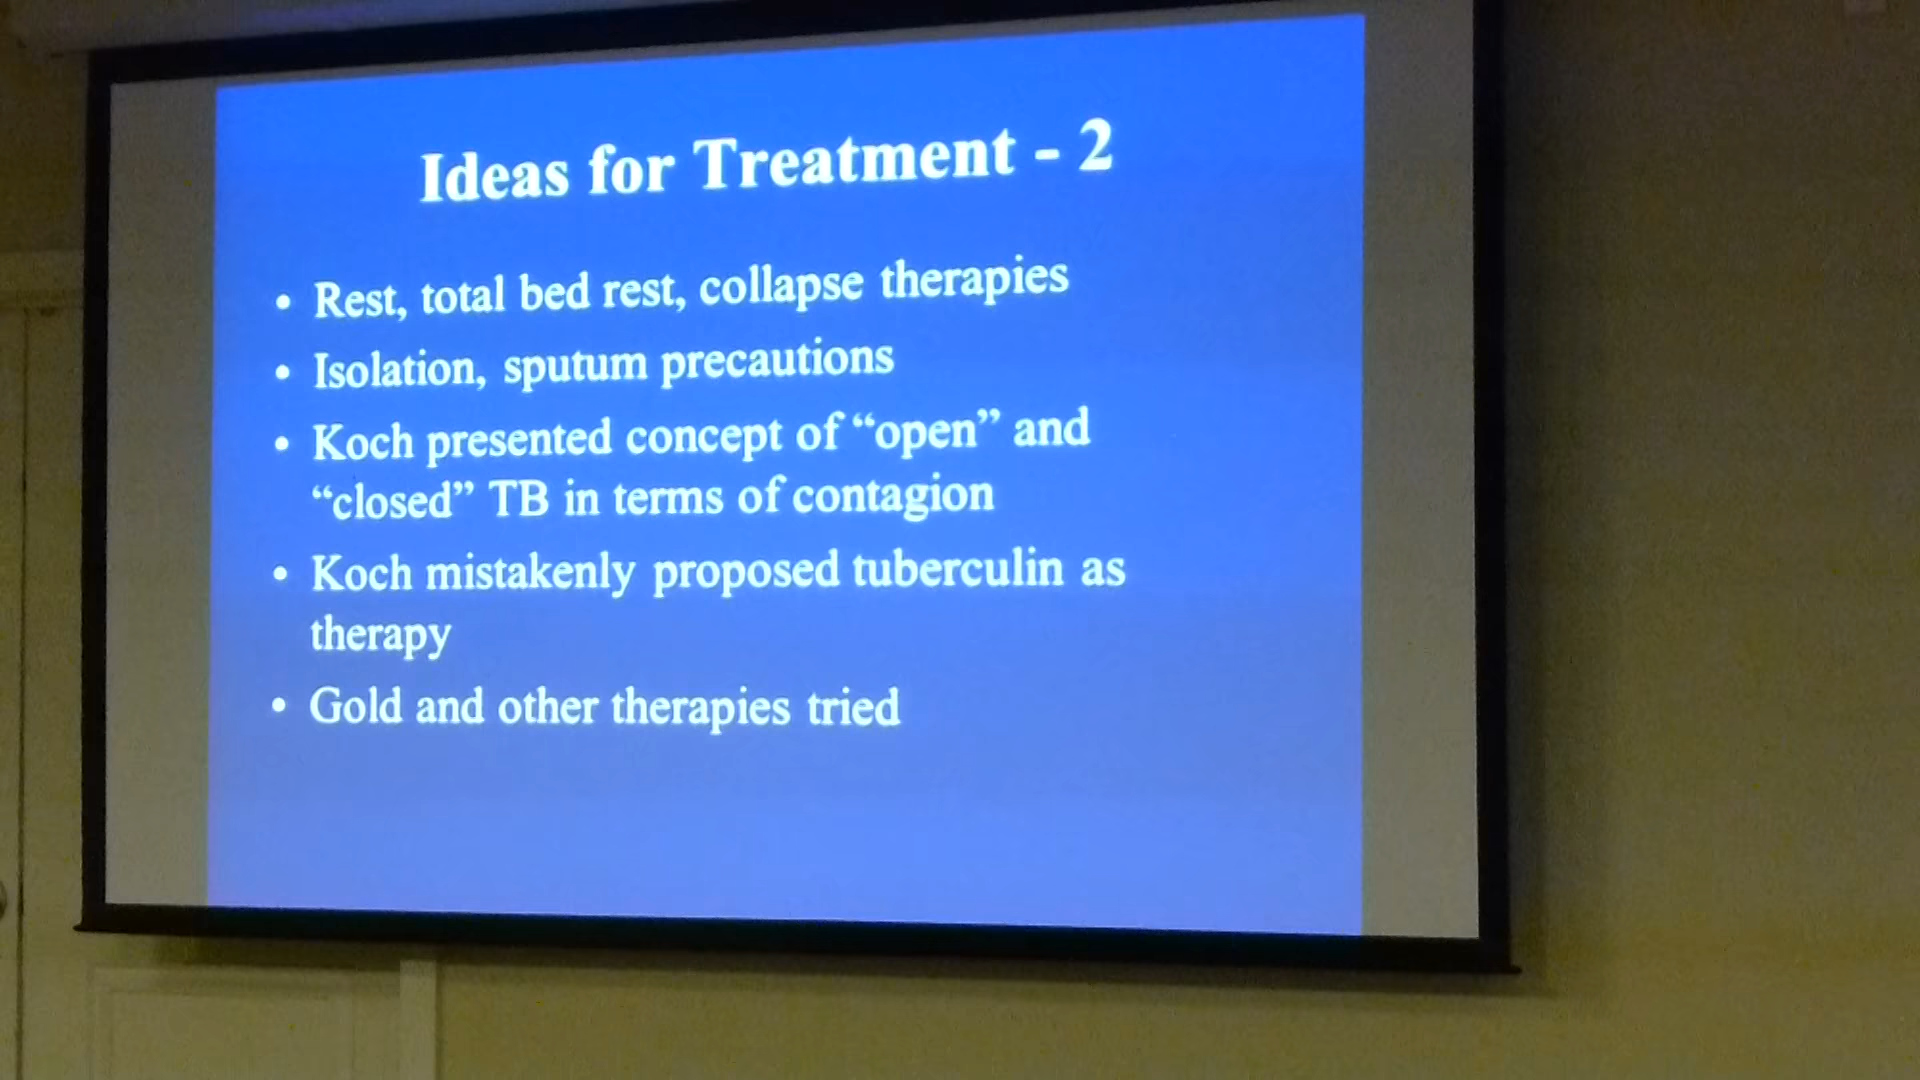 Ideas for Treatment - 2
• Rest, total bed rest, collapse therapies
• Isolation, sputum precautions
• Koch presented concept of “open” and
“closed” TB in terms of contagion
• Koch mistakenly proposed tuberculin as
therapy
• Gold and other therapies tried